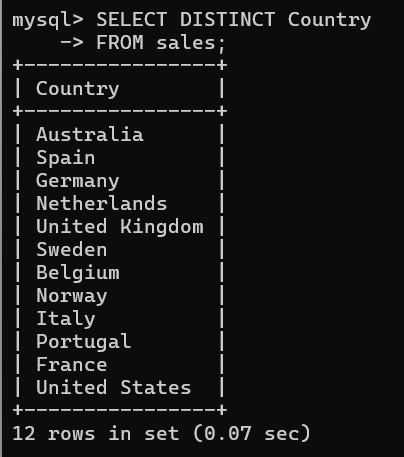 mysql> SELECT DISTINCT Country
    -> FROM sales;
+----------------+
| Country        |
+----------------+
| Australia      |
| Spain          |
| Germany        |
| Netherlands    |
| United Kingdom |
| Sweden         |
| Belgium        |
| Norway         |
| Italy          |
| Portugal       |
| France         |
| United States  |
+----------------+
12 rows in set (0.07 sec)